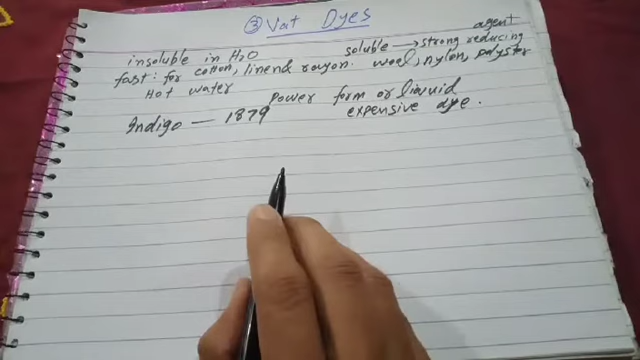 ③ Vat Dyes
insoluble in H₂O soluble → strong reducing agent
fast: for cotton, linen & rayon. wool, nylon, polystor
Hot water
Power form or liquid
Indigo — 1879 expensive dye.